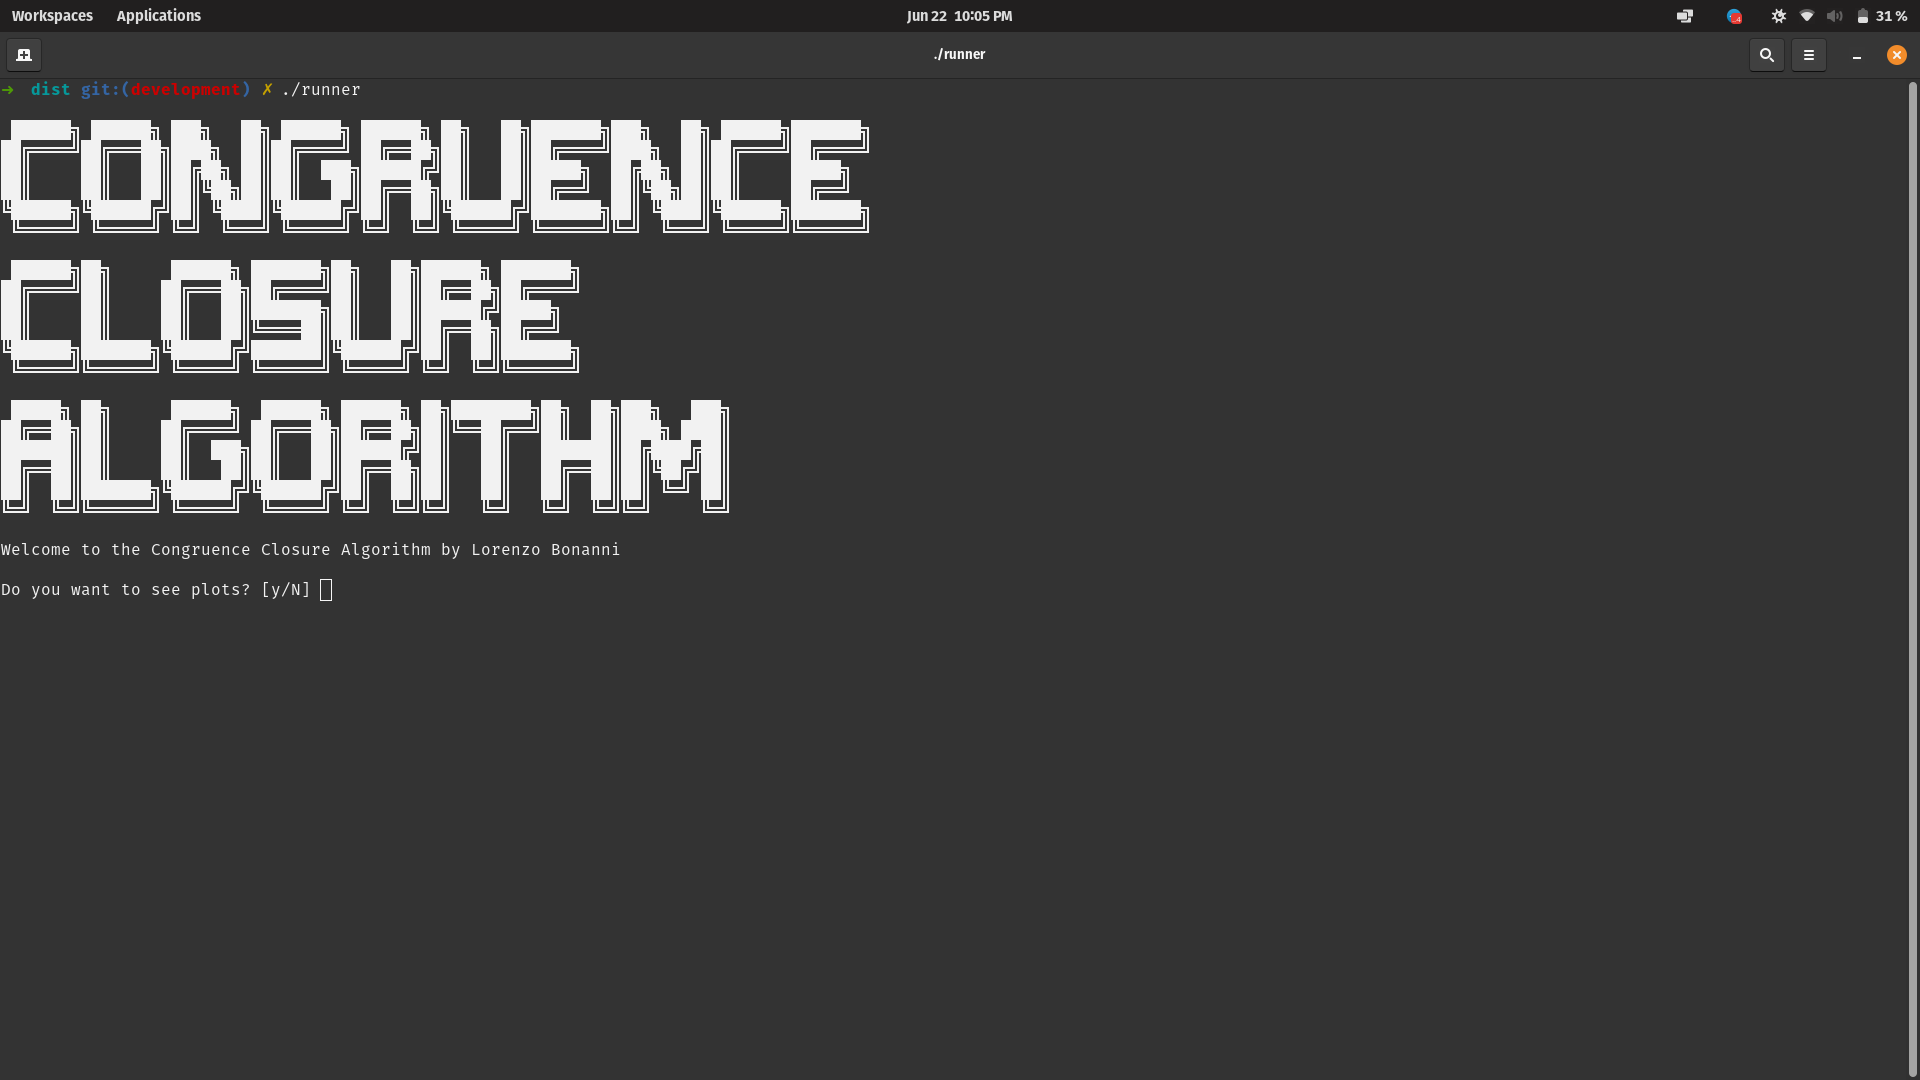 Workspaces Applications Jun 22 10:05 PM 31 %
./runner
➜ dist git:(development) ✗ ./runner
CONGRUENCE
CLOSURE
ALGORITHM
Welcome to the Congruence Closure Algorithm by Lorenzo Bonanni
Do you want to see plots? [y/N]